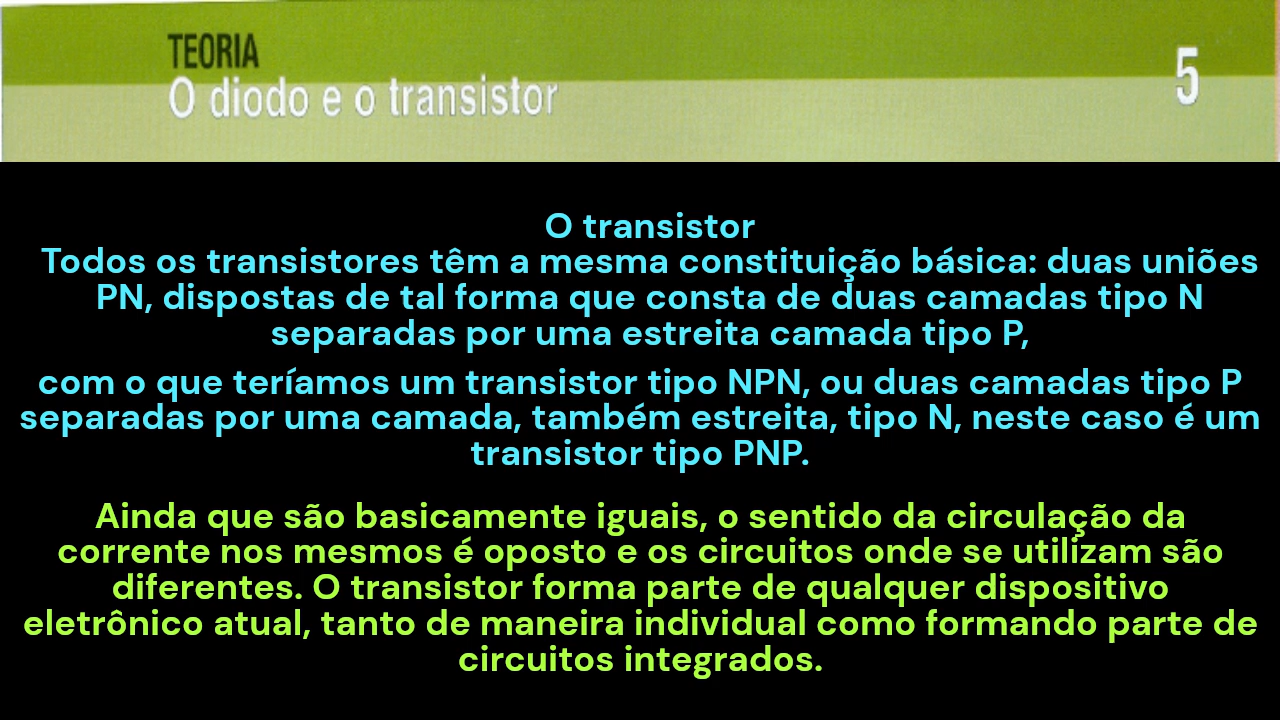 TEORIA
O diodo e o transistor
5
O transistor
Todos os transistores têm a mesma constituição básica: duas uniões
PN, dispostas de tal forma que consta de duas camadas tipo N
separadas por uma estreita camada tipo P,
com o que teríamos um transistor tipo NPN, ou duas camadas tipo P
separadas por uma camada, também estreita, tipo N, neste caso é um
transistor tipo PNP.
Ainda que são basicamente iguais, o sentido da circulação da
corrente nos mesmos é oposto e os circuitos onde se utilizam são
diferentes. O transistor forma parte de qualquer dispositivo
eletrônico atual, tanto de maneira individual como formando parte de
circuitos integrados.